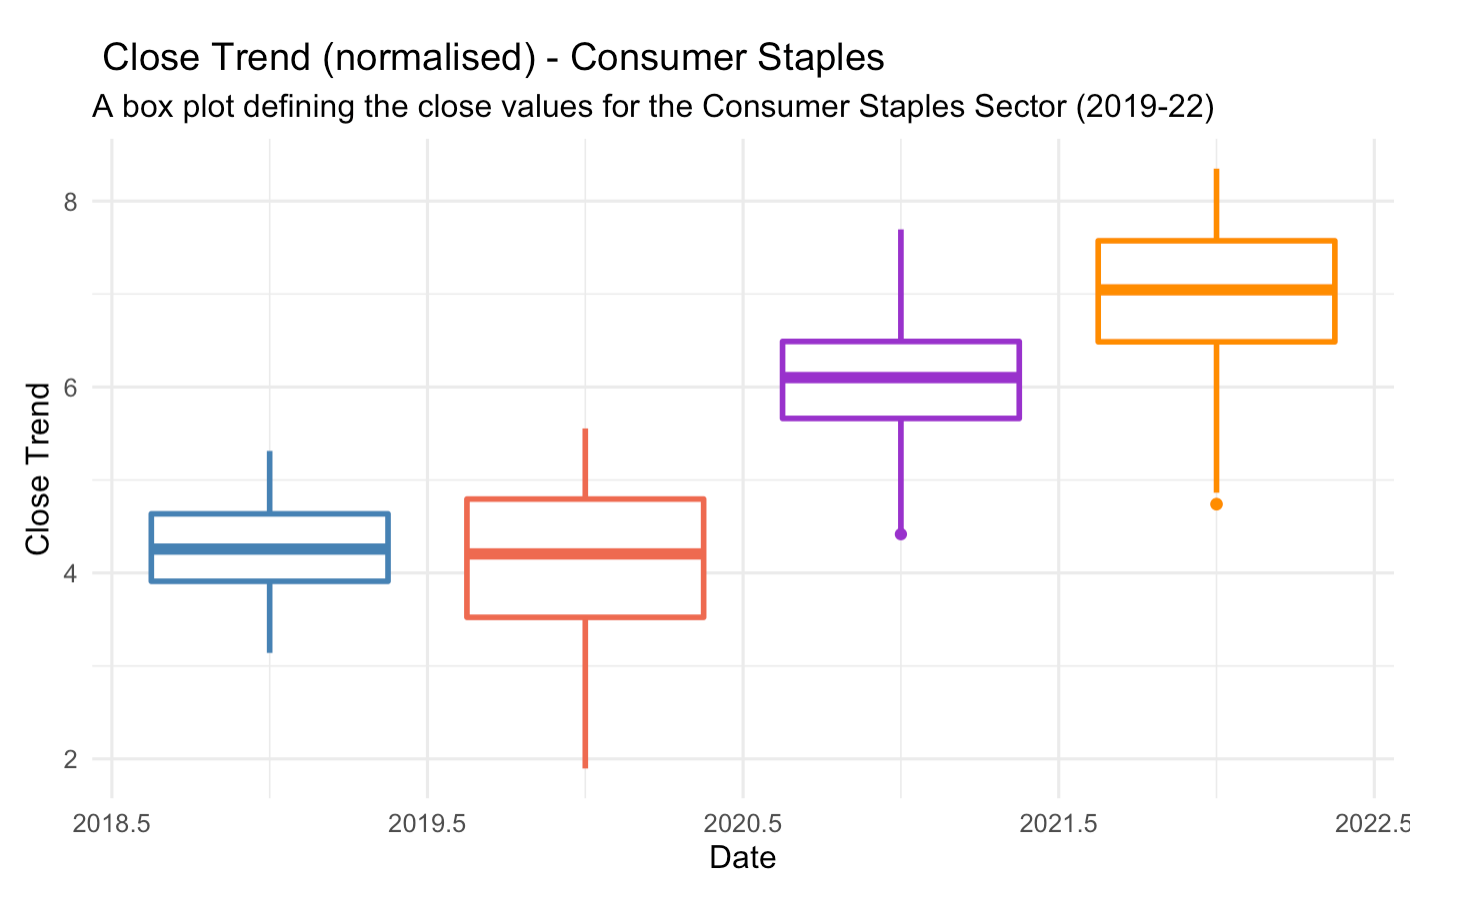 Close Trend (normalised) - Consumer Staples
A box plot defining the close values for the Consumer Staples Sector (2019-22)
8
6
4
2
Close Trend
2018.5 2019.5 2020.5 2021.5 2022.5
Date